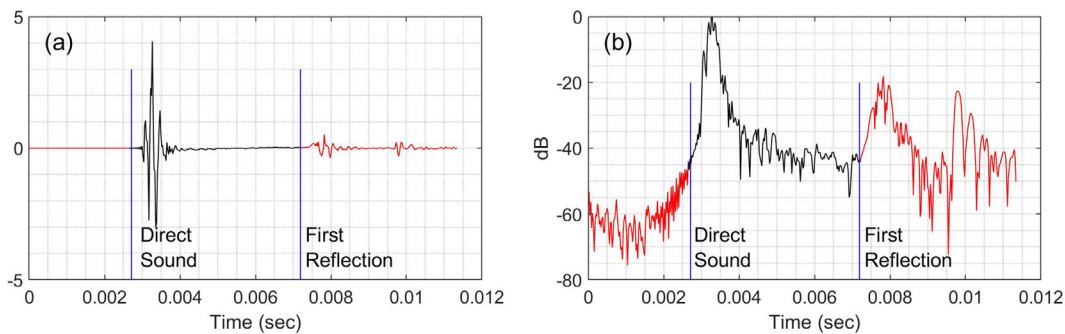 (a)
5
0
-5
Direct
Sound
First
Reflection
0 0.002 0.004 0.006 0.008 0.01 0.012
Time (sec)
(b)
dB
0
-20
-40
-60
-80
Direct
Sound
First
Reflection
0 0.002 0.004 0.006 0.008 0.01 0.012
Time (sec)